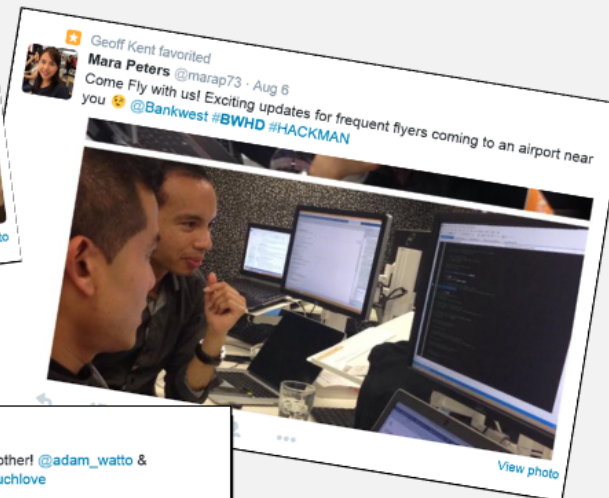 Geoff Kent favorited
Mara Peters @marap73 · Aug 6
Come Fly with us! Exciting updates for frequent flyers coming to an airport near
you 😉 @Bankwest #BWHD #HACKMAN
to
View photo
other! @adam_watto &
uchlove